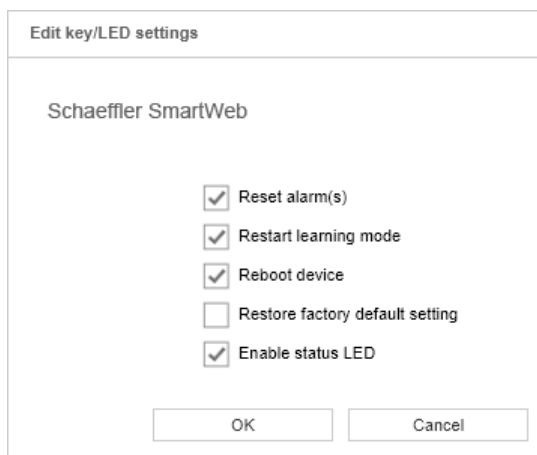 Edit key/LED settings
Schaeffler SmartWeb
Reset alarm(s)
Restart learning mode
Reboot device
Restore factory default setting
Enable status LED
OK Cancel